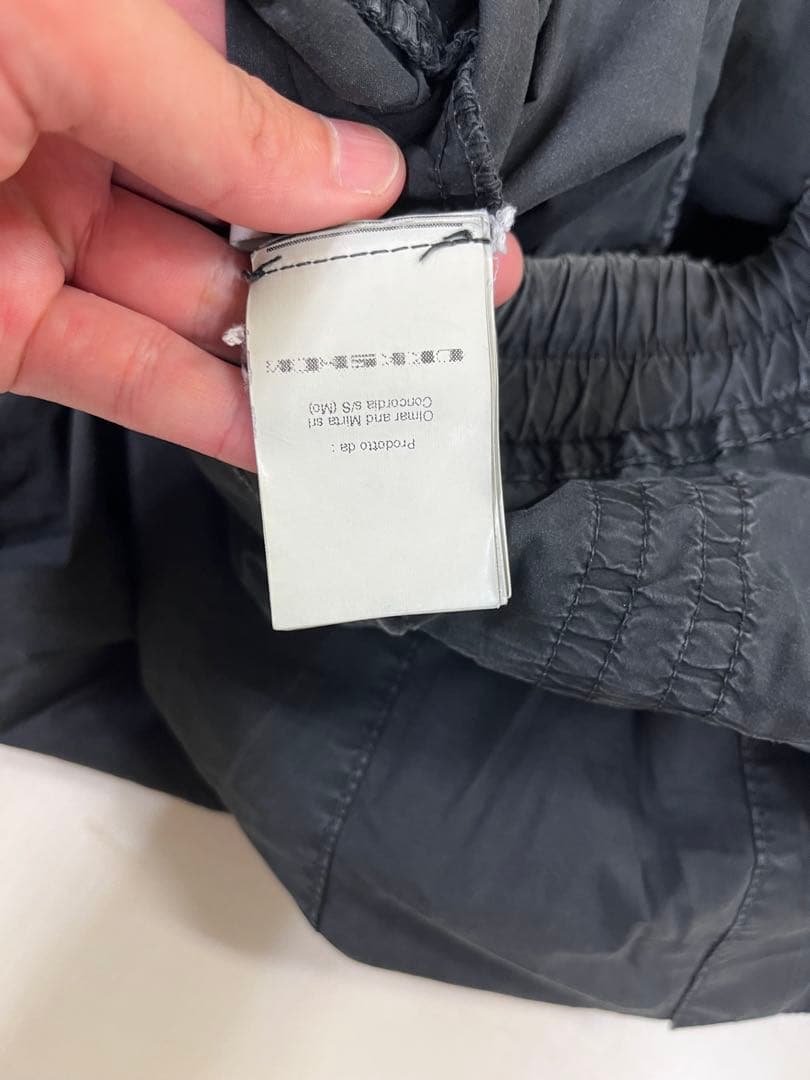 Prodotto da :
Olmar and Mirta srl
Concordia s/S (Mo)
DRKSHDW